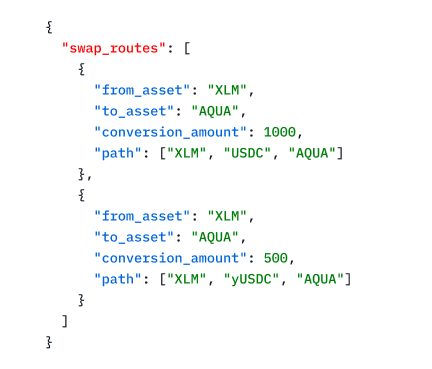 {
  "swap_routes": [
    {
      "from_asset": "XLM",
      "to_asset": "AQUA",
      "conversion_amount": 1000,
      "path": ["XLM", "USDC", "AQUA"]
    },
    {
      "from_asset": "XLM",
      "to_asset": "AQUA",
      "conversion_amount": 500,
      "path": ["XLM", "yUSDC", "AQUA"]
    }
  ]
}